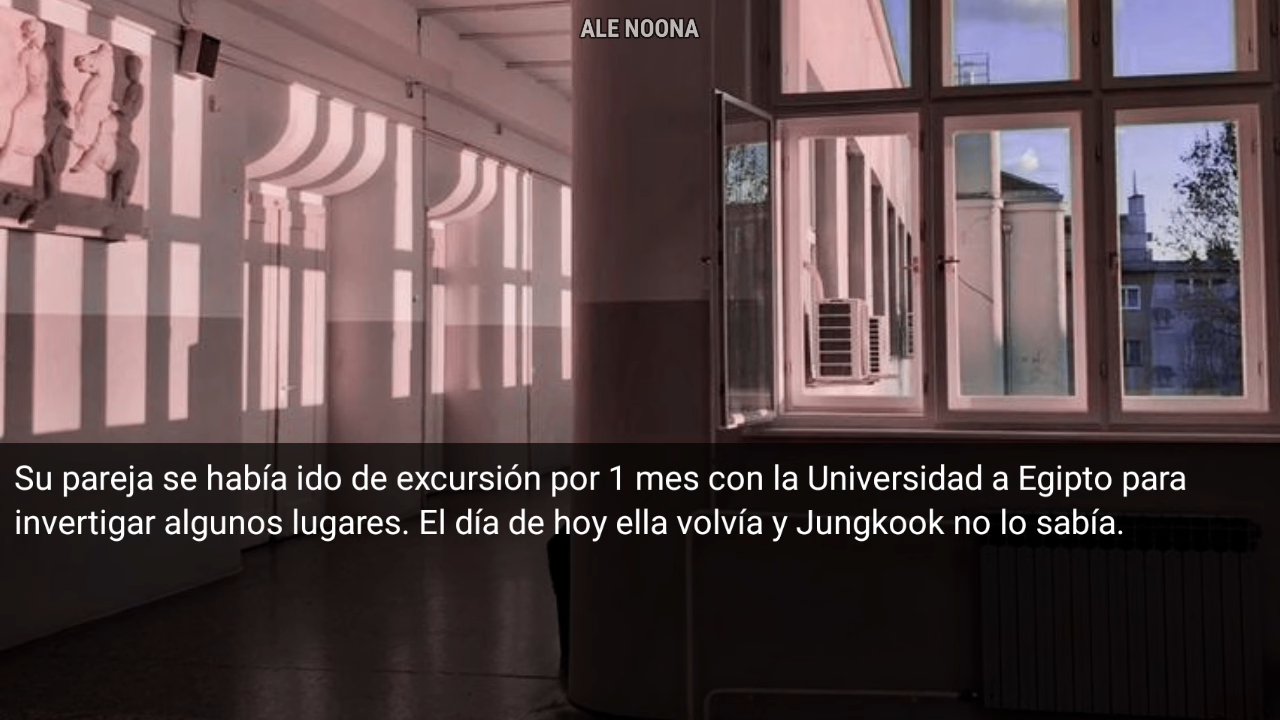 ALE NOONA
Su pareja se había ido de excursión por 1 mes con la Universidad a Egipto para
invertigar algunos lugares. El día de hoy ella volvía y Jungkook no lo sabía.